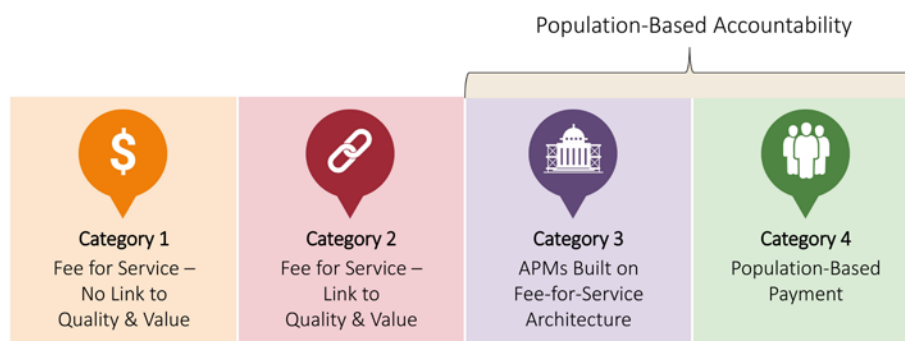 Population-Based Accountability
$
Category 1
Fee for Service –
No Link to
Quality & Value
Category 2
Fee for Service –
Link to
Quality & Value
Category 3
APMs Built on
Fee-for-Service
Architecture
Category 4
Population-Based
Payment